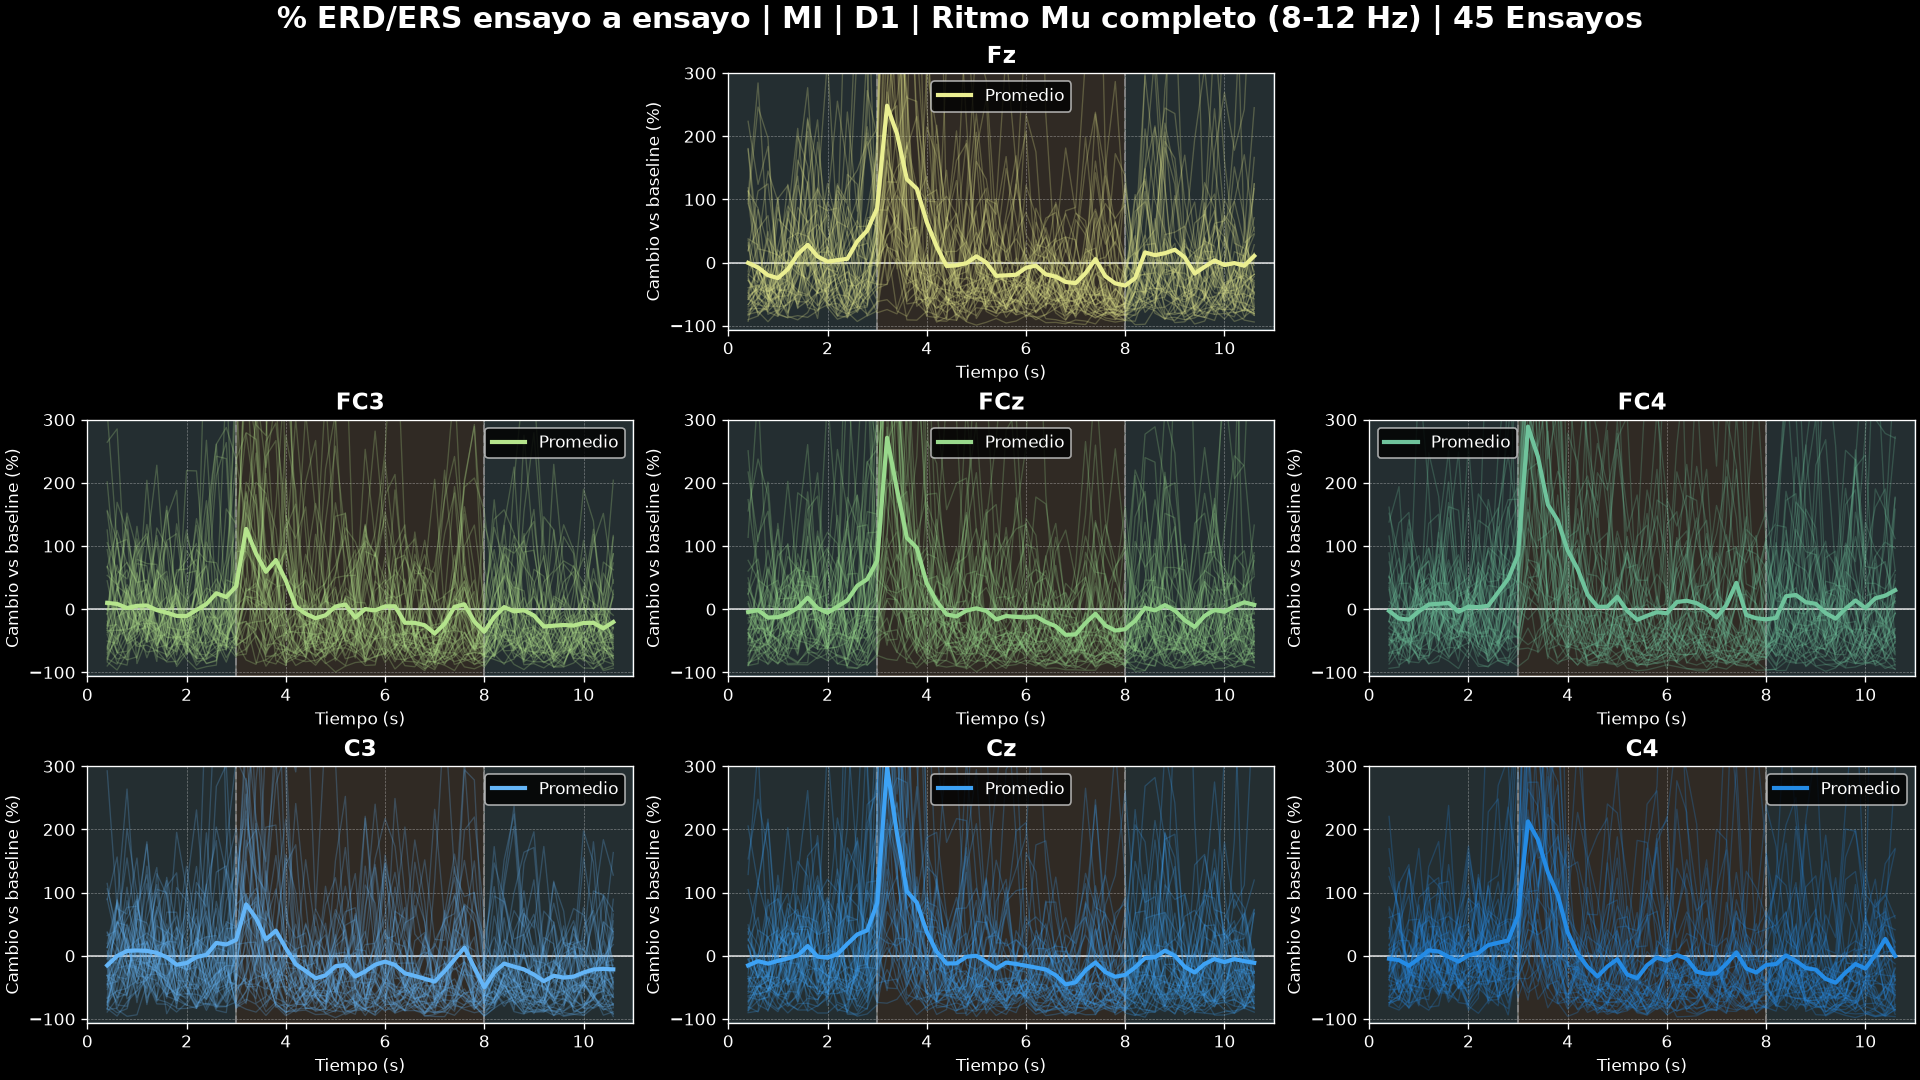 % ERD/ERS ensayo a ensayo | MI | D1 | Ritmo Mu completo (8-12 Hz) | 45 Ensayos
Fz
Cambio vs baseline (%)
300
200
100
0
−100
Promedio
0 2 4 6 8 10
Tiempo (s)
FC3
Cambio vs baseline (%)
300
200
100
0
−100
Promedio
0 2 4 6 8 10
Tiempo (s)
FCz
Cambio vs baseline (%)
300
200
100
0
−100
Promedio
0 2 4 6 8 10
Tiempo (s)
FC4
Cambio vs baseline (%)
300
200
100
0
−100
Promedio
0 2 4 6 8 10
Tiempo (s)
C3
Cambio vs baseline (%)
300
200
100
0
−100
Promedio
0 2 4 6 8 10
Tiempo (s)
Cz
Cambio vs baseline (%)
300
200
100
0
−100
Promedio
0 2 4 6 8 10
Tiempo (s)
C4
Cambio vs baseline (%)
300
200
100
0
−100
Promedio
0 2 4 6 8 10
Tiempo (s)